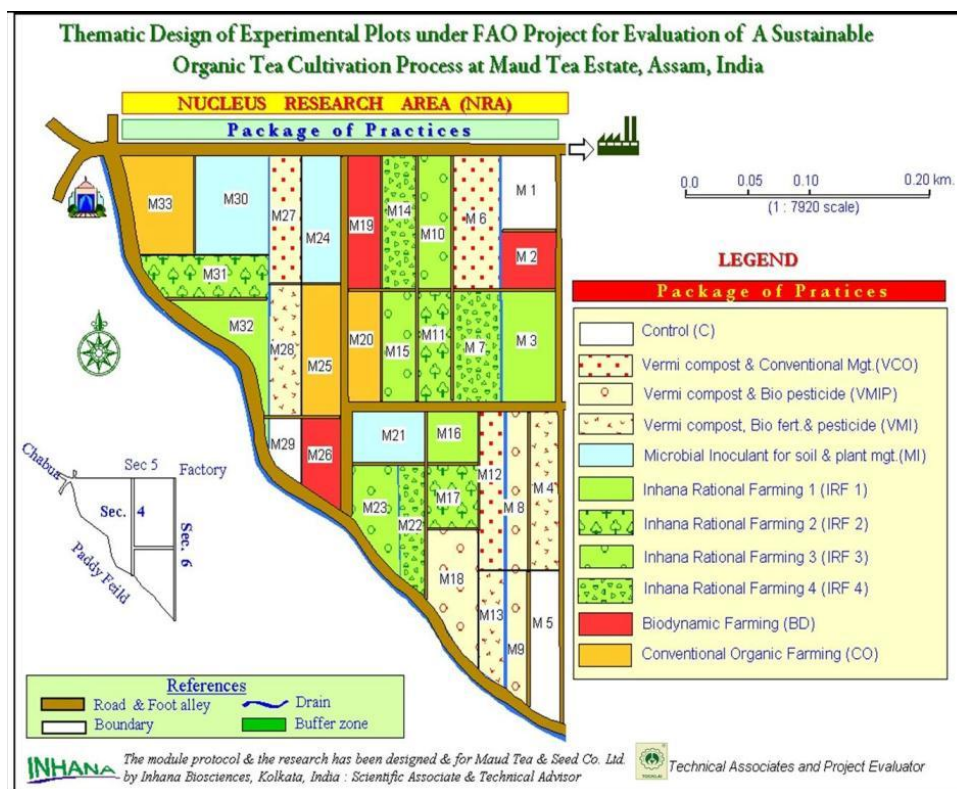 Thematic Design of Experimental Plots under FAO Project for Evaluation of A Sustainable
Organic Tea Cultivation Process at Maud Tea Estate, Assam, India
NUCLEUS RESEARCH AREA (NRA)
Package of Practices
M33
M30
M27
M24
M19
M14
M10
M 6
M 1
M 2
M31
M32
M28
M25
M20
M15
M11
M 7
M 3
M29
M26
M21
M16
M12
M 8
M 4
M23
M22
M17
M18
M13
M9
M 5
0.0 0.05 0.10 0.20 km.
(1 : 7920 scale)
LEGEND
Package of Pratices
Control (C)
Vermi compost & Conventional Mgt.(VCO)
Vermi compost & Bio pesticide (VMIP)
Vermi compost, Bio fert.& pesticide (VMI)
Microbial Inoculant for soil & plant mgt.(MI)
Inhana Rational Farming 1 (IRF 1)
Inhana Rational Farming 2 (IRF 2)
Inhana Rational Farming 3 (IRF 3)
Inhana Rational Farming 4 (IRF 4)
Biodynamic Farming (BD)
Conventional Organic Farming (CO)
Chabua
Sec 5
Factory
Sec. 4
Sec. 6
Paddy Feild
References
Road & Foot alley
Drain
Boundary
Buffer zone
INHANA
The module protocol & the research has been designed & for Maud Tea & Seed Co. Ltd.
by Inhana Biosciences, Kolkata, India : Scientific Associate & Technical Advisor
Technical Associates and Project Evaluator